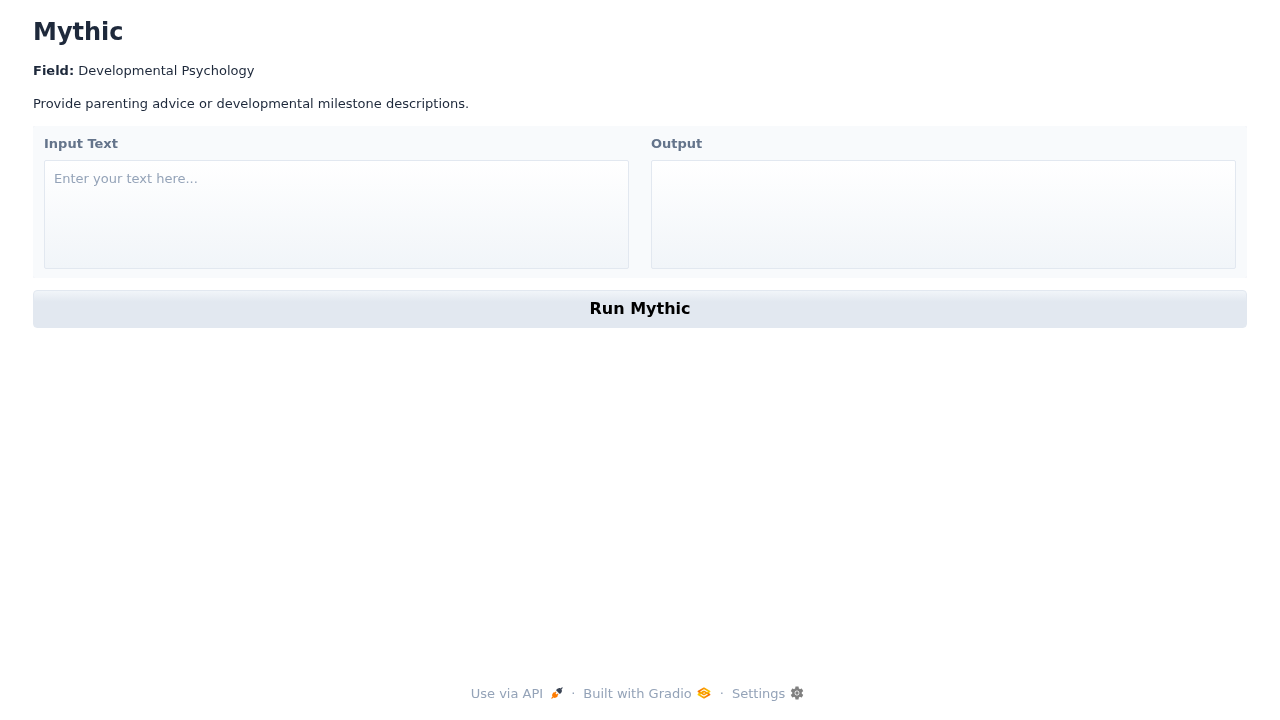 Mythic
Field: Developmental Psychology
Provide parenting advice or developmental milestone descriptions.
Input Text
Enter your text here...
Output
Run Mythic
Use via API · Built with Gradio · Settings